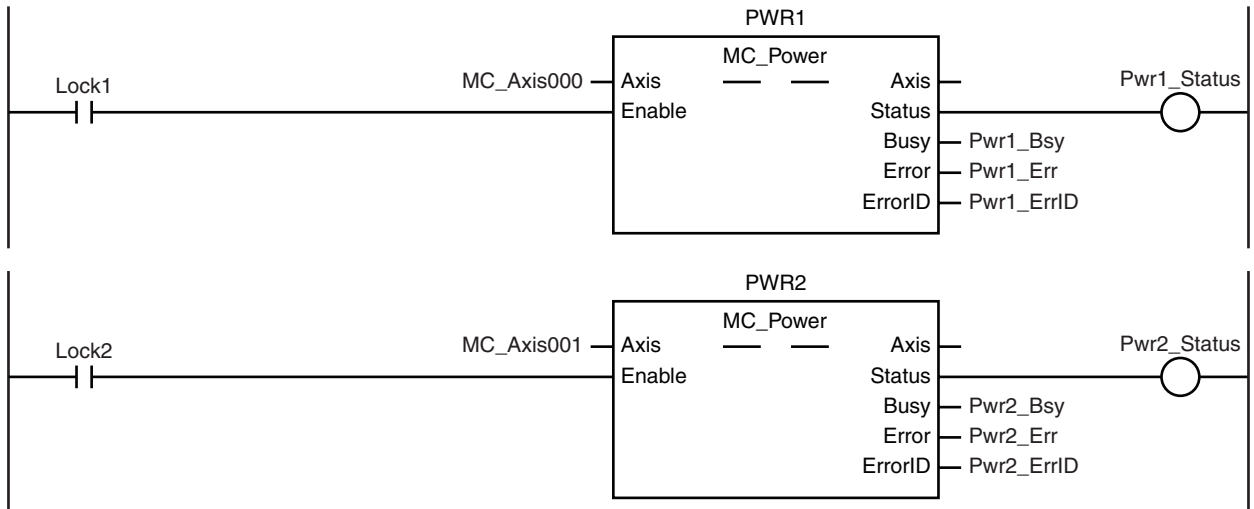 PWR1
MC_Power
Lock1
MC_Axis000 Axis Axis Pwr1_Status
Enable Status
Busy Pwr1_Bsy
Error Pwr1_Err
ErrorID Pwr1_ErrID
PWR2
MC_Power
Lock2
MC_Axis001 Axis Axis Pwr2_Status
Enable Status
Busy Pwr2_Bsy
Error Pwr2_Err
ErrorID Pwr2_ErrID